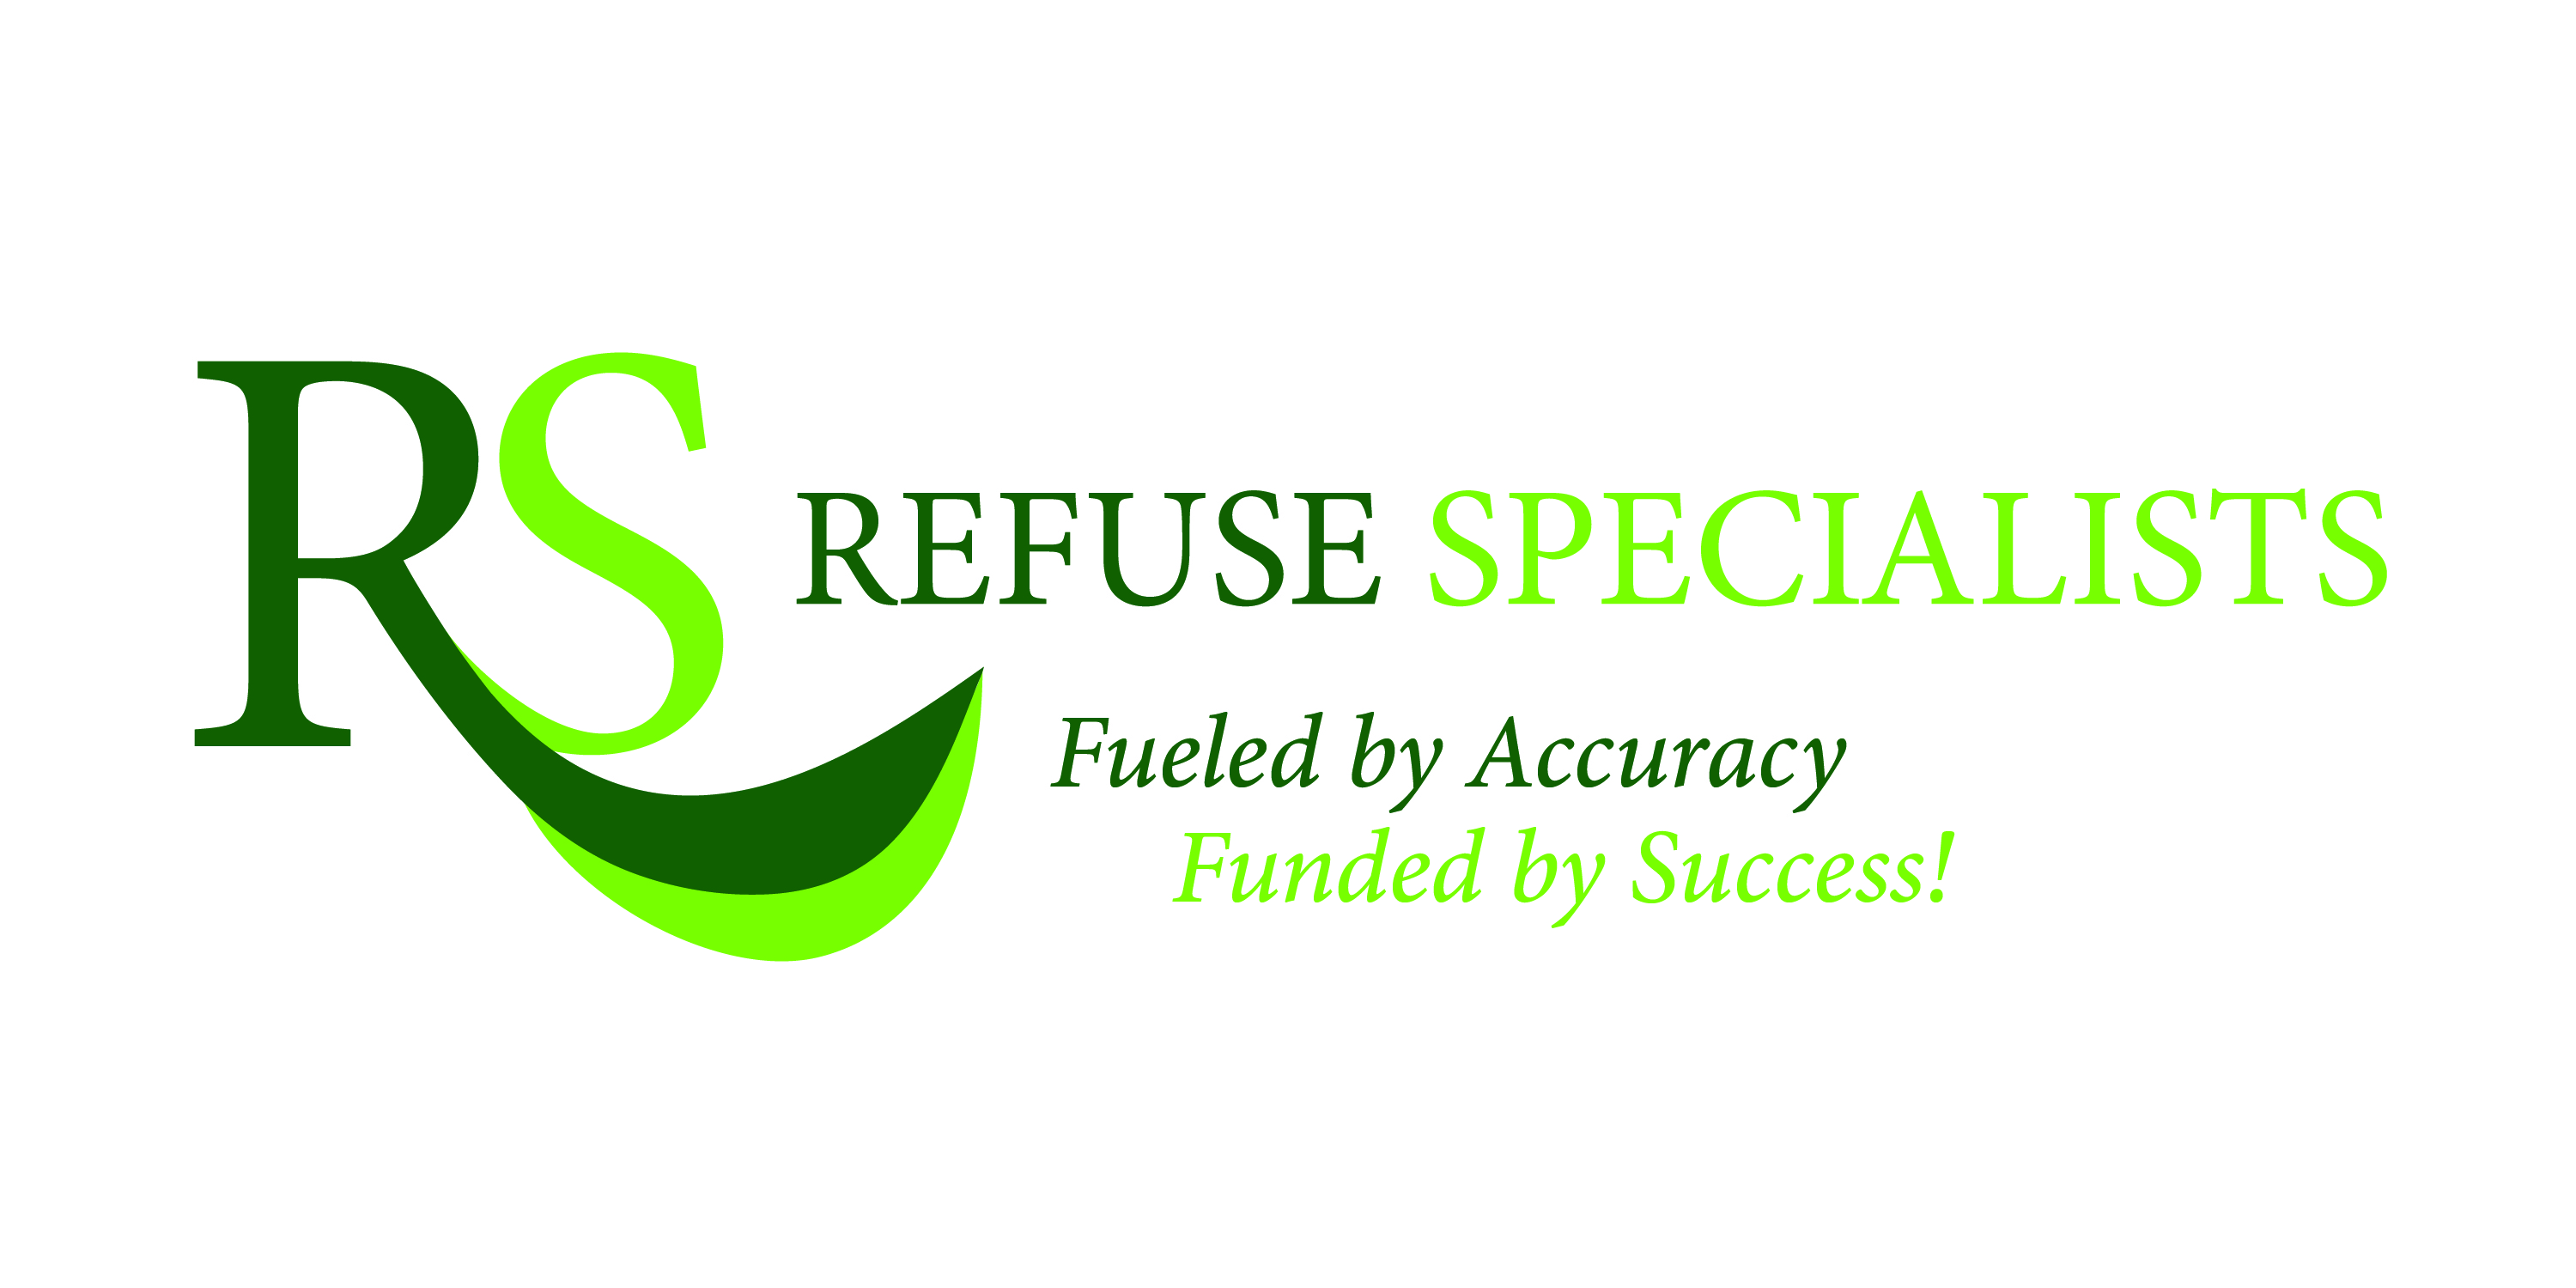 RS
REFUSE SPECIALISTS
Fueled by Accuracy
Funded by Success!